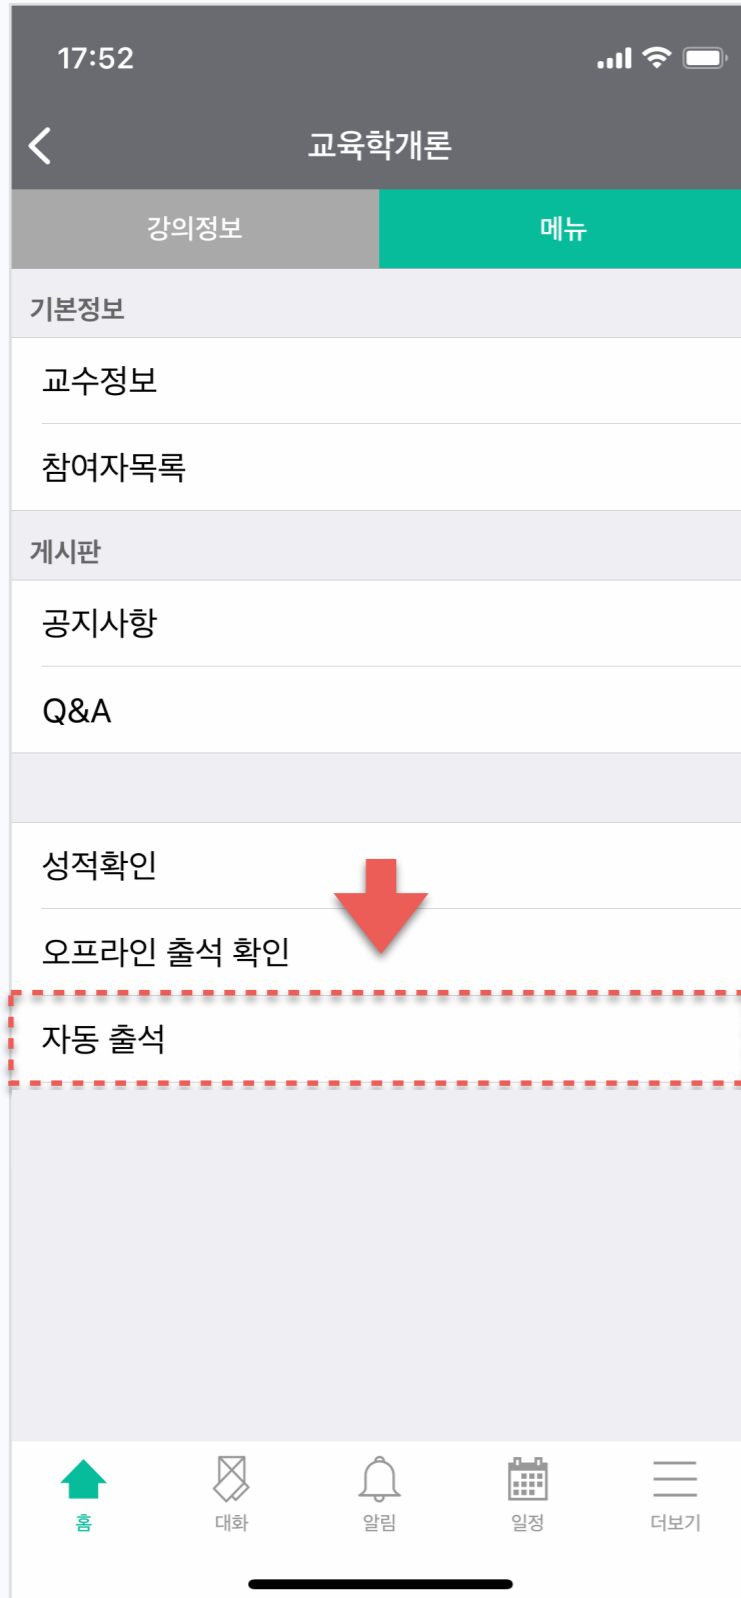 17:52
교육학개론
강의정보 메뉴
기본정보
교수정보
참여자목록
게시판
공지사항
Q&A
성적확인
오프라인 출석 확인
자동 출석
홈 대화 알림 일정 더보기